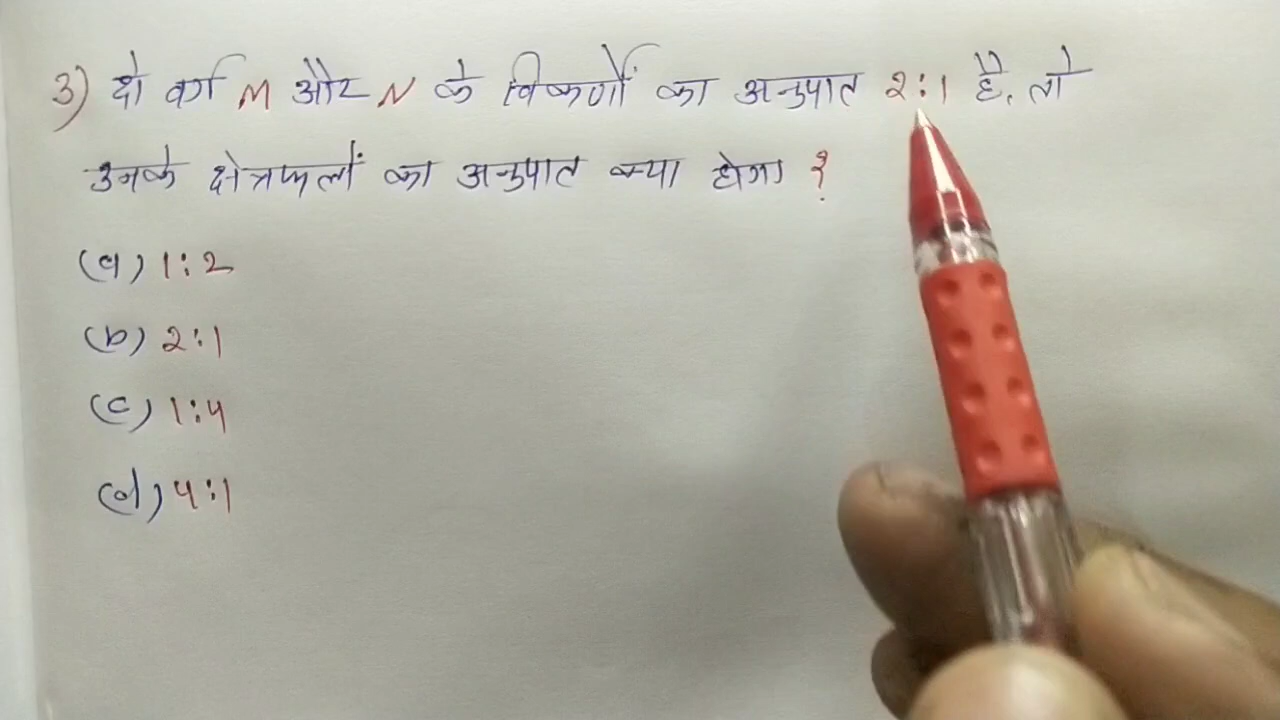 3) दो वर्ग M और N के विकर्णों का अनुपात 2:1 है, तो
उनके क्षेत्रफलों का अनुपात क्या होगा ?
(a) 1:2
(b) 2:1
(c) 1:4
(d) 4:1